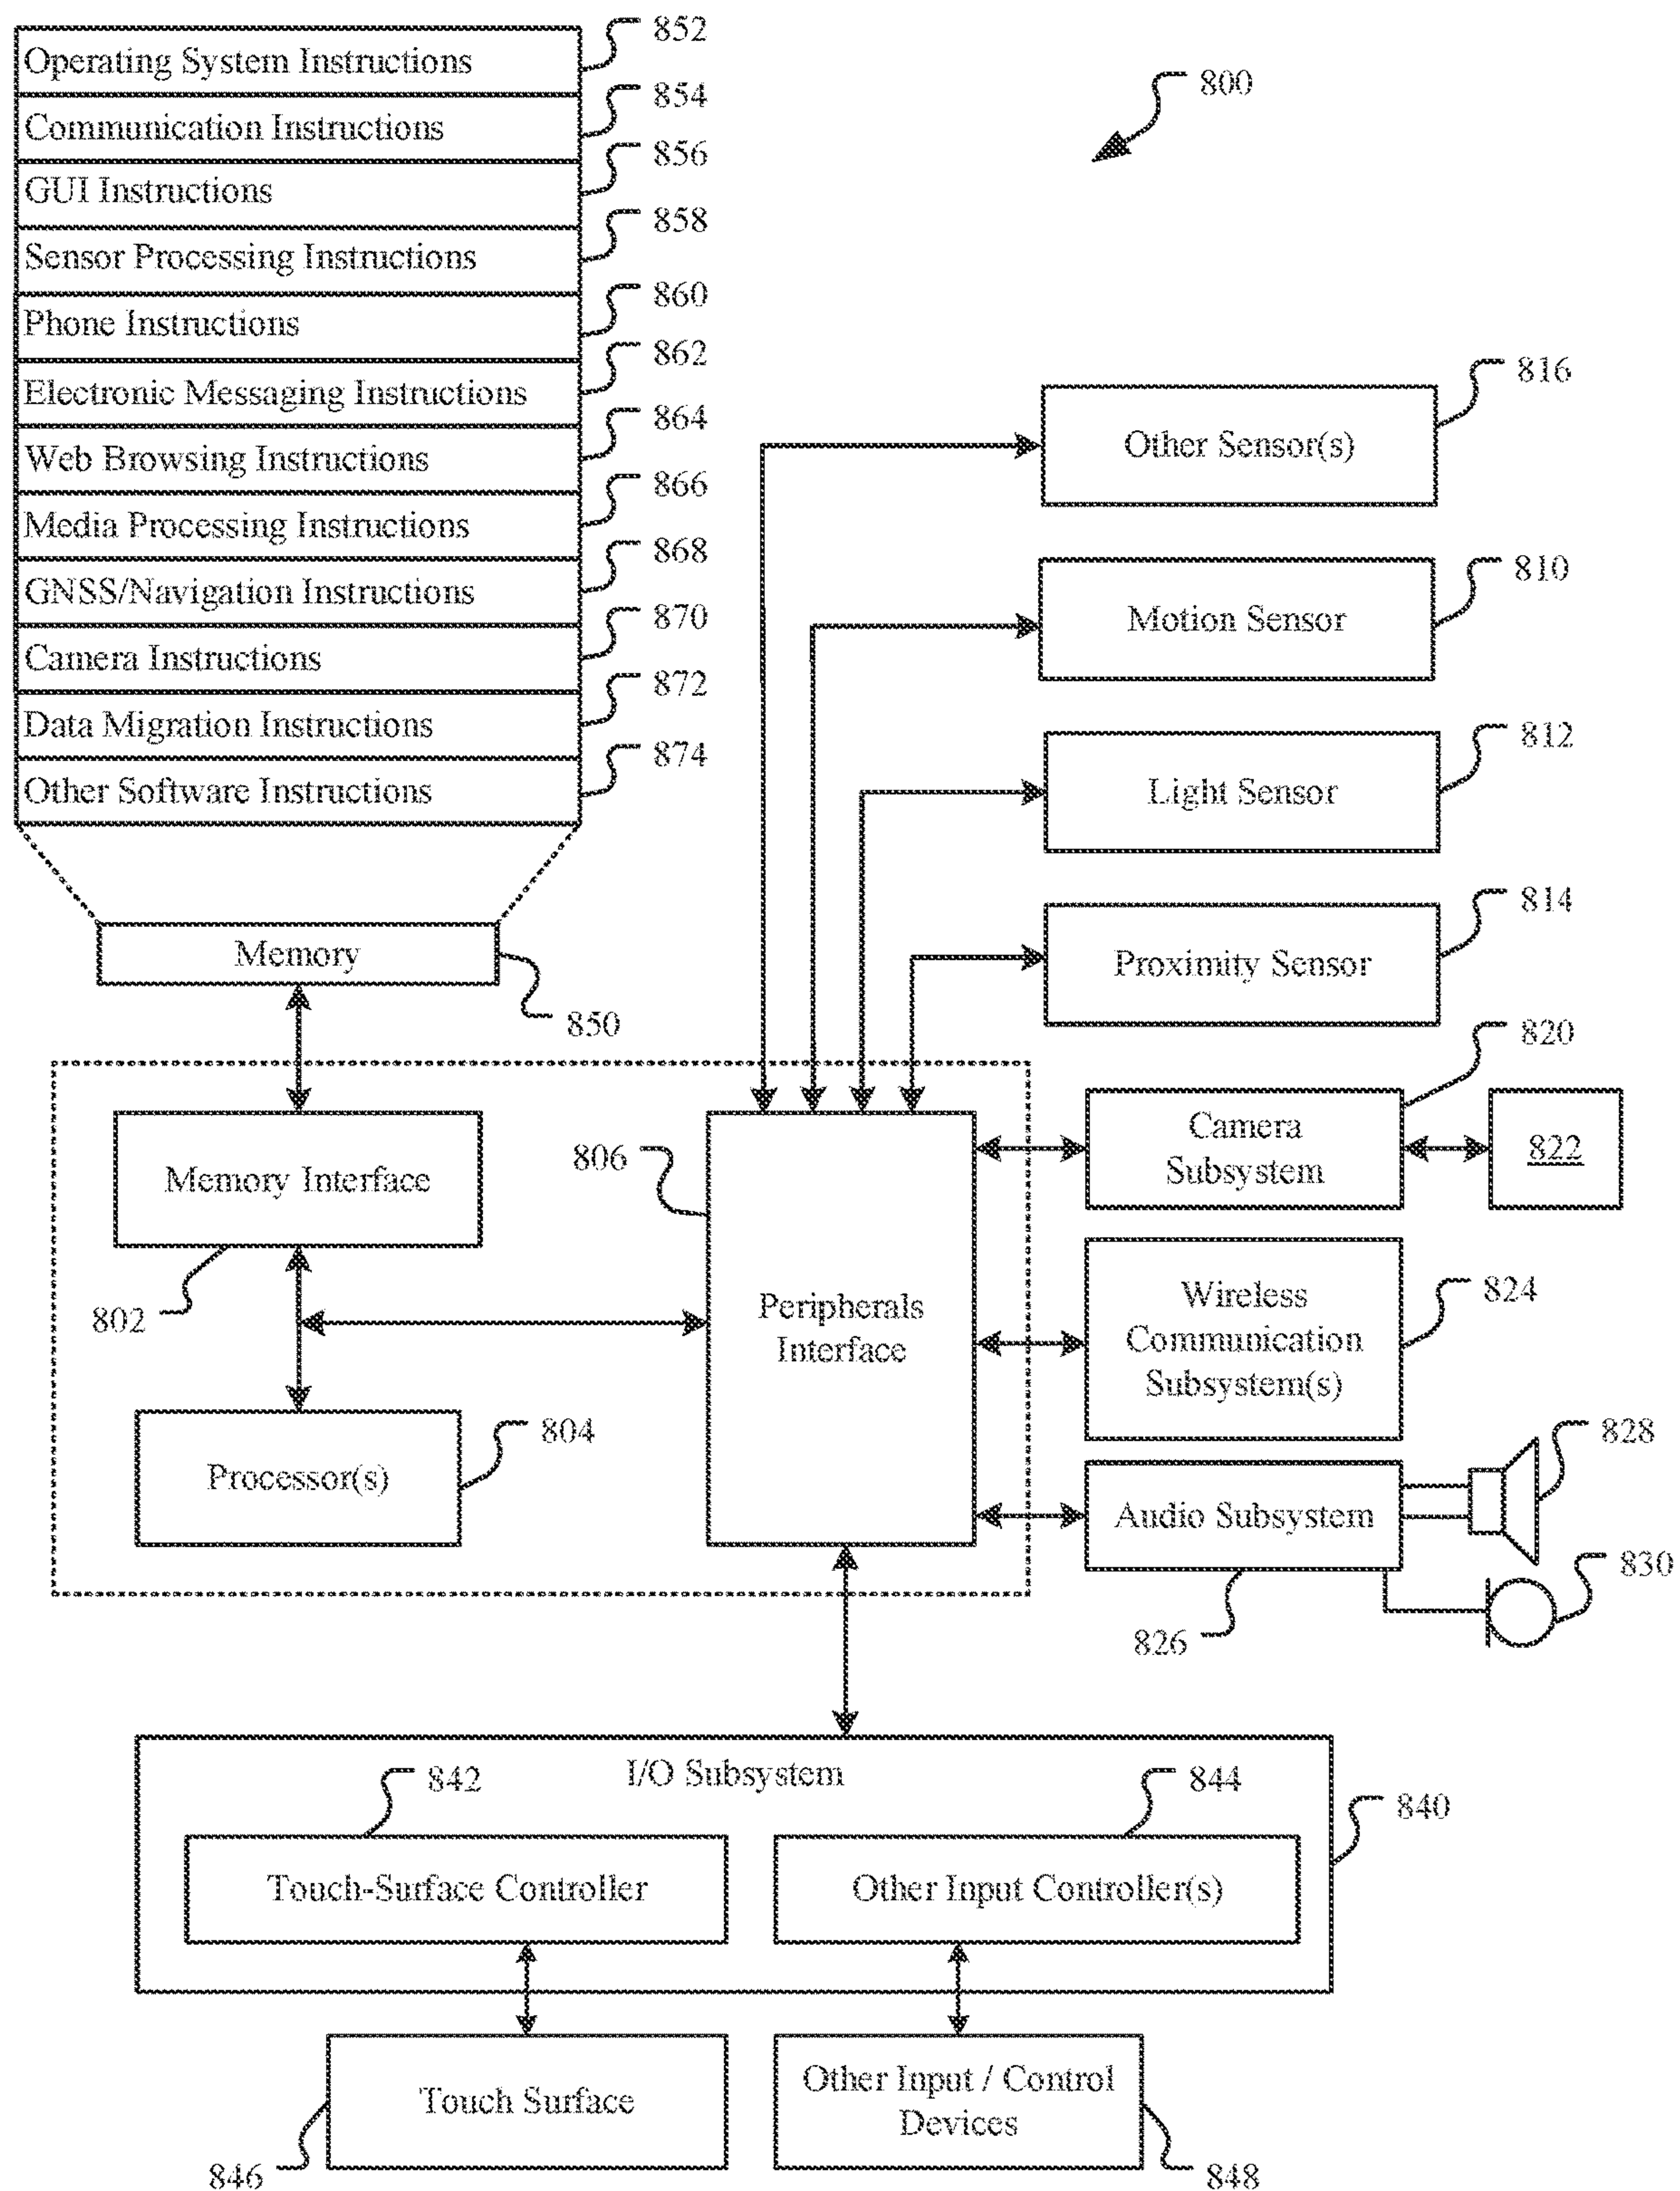 852
Operating System Instructions
800
854
Communication Instructions
856
GUI Instructions
858
Sensor Processing Instructions
860
Phone Instructions
862
Electronic Messaging Instructions
816
864
Other Sensor(s)
Web Browsing Instructions
866
Media Processing Instructions
868
810
GNSS/Navigation Instructions
870
Motion Sensor
Camera Instructions
872
Data Migration Instructions
812
874
Other Software Instructions
Light Sensor
814
Memory
Proximity Sensor
850
820
Camera
Subsystem
822
806
Memory Interface
824
Wireless
Communication
Subsystem(s)
802
Peripherals
Interface
804
828
Processor(s)
Audio Subsystem
830
826
I/O Subsystem
842
844
840
Touch-Surface Controller
Other Input Controller(s)
Touch Surface
Other Input / Control
Devices
846
848